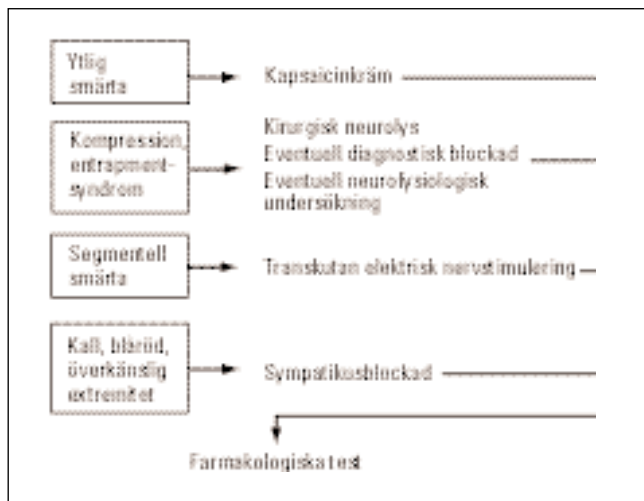 Ytlig
smärta
Kapsaicinkräm
Kompression,
entrapment-
syndrom
Kirurgisk neurolys
Eventuell diagnostisk blockad
Eventuell neurolysiologisk
undersökning
Segmentell
smärta
Transkutan elektrisk nervstimulering
Kall, blåröd,
överkänslig
extremitet
Sympatikusblockad
Farmakologiska test